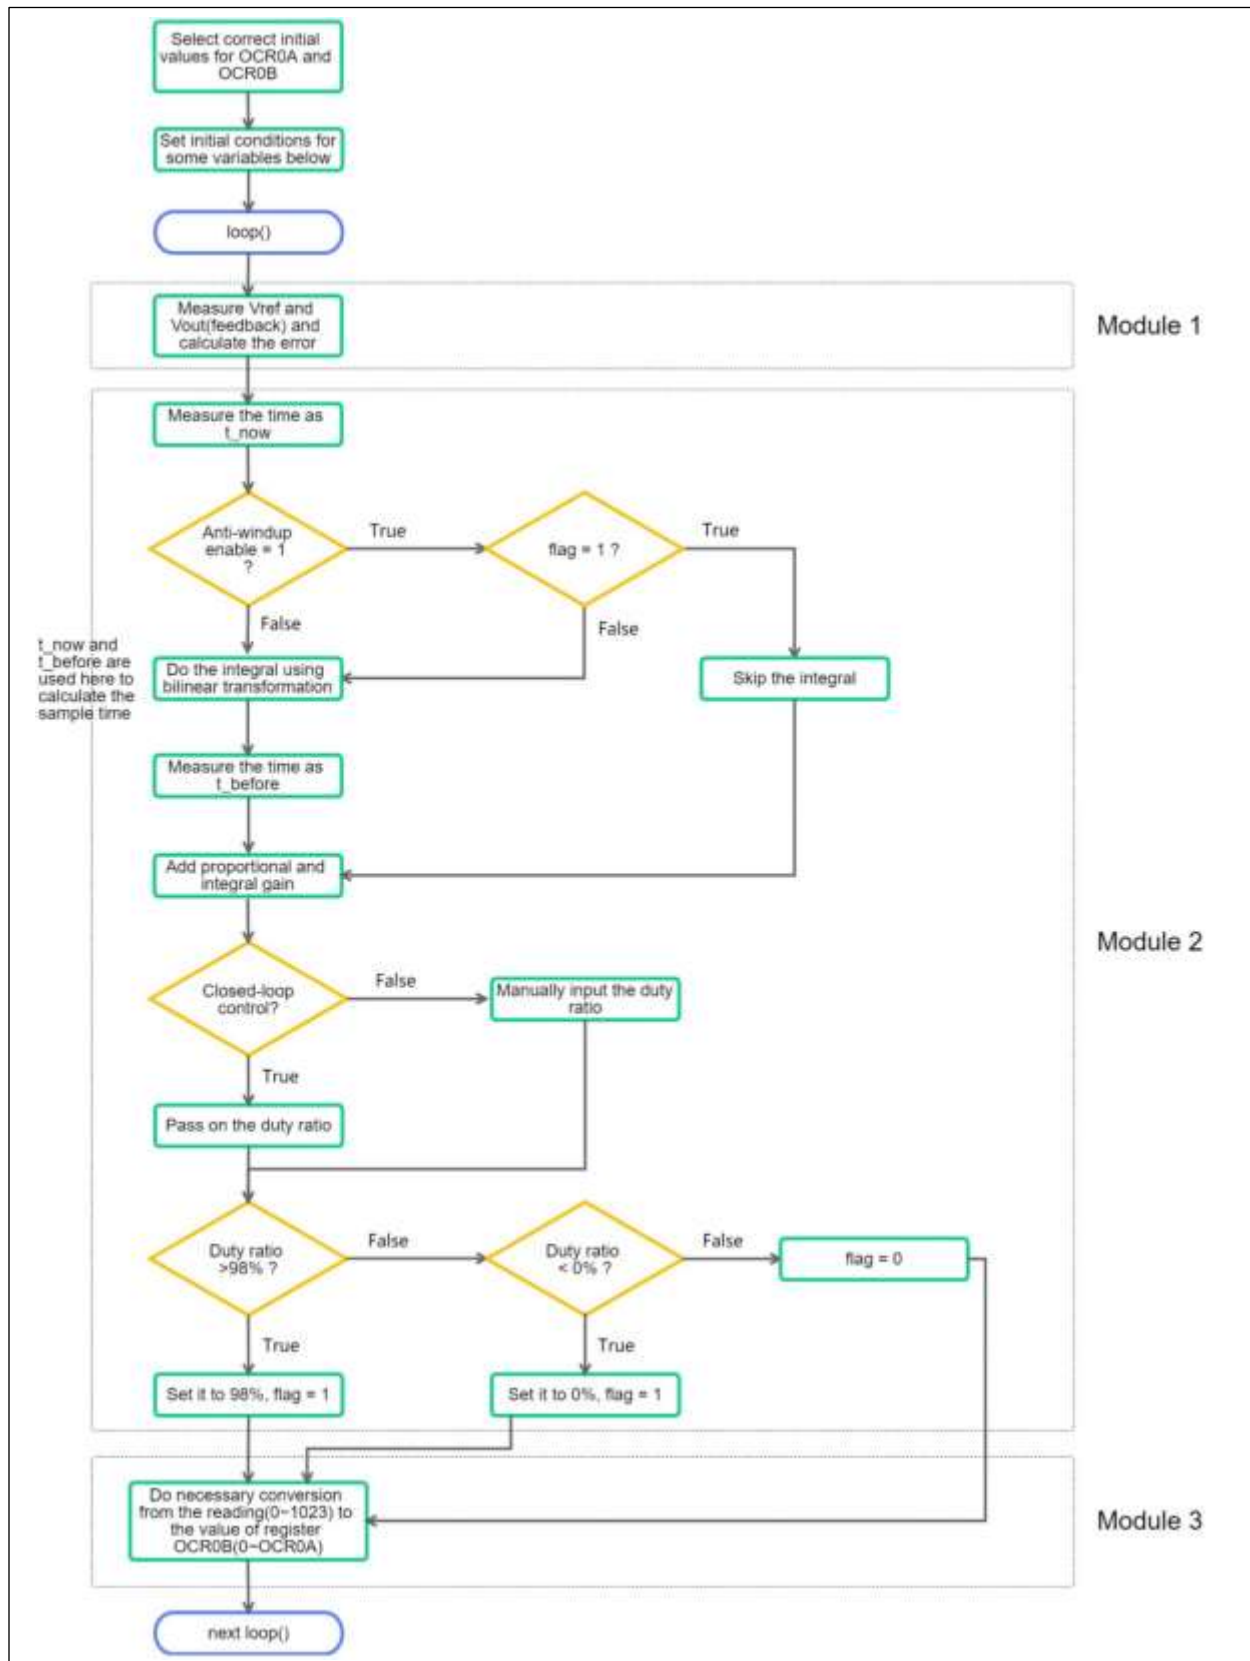 Select correct initial
values for OCR0A and
OCR0B
Set initial conditions for
some variables below
loop()
Measure Vref and
Vout(feedback) and
calculate the error
Module 1
Measure the time as
t_now
Anti-windup
enable = 1
?
True
flag = 1 ?
True
False
False
t_now and
t_before are
used here to
calculate the
sample time
Do the integral using
bilinear transformation
Skip the integral
Measure the time as
t_before
Add proportional and
integral gain
Module 2
Closed-loop
control?
False
Manually input the duty
ratio
True
Pass on the duty ratio
Duty ratio
>98% ?
False
Duty ratio
< 0% ?
False
flag = 0
True
True
Set it to 98%, flag = 1
Set it to 0%, flag = 1
Do necessary conversion
from the reading(0~1023) to
the value of register
OCR0B(0~OCR0A)
Module 3
next loop()